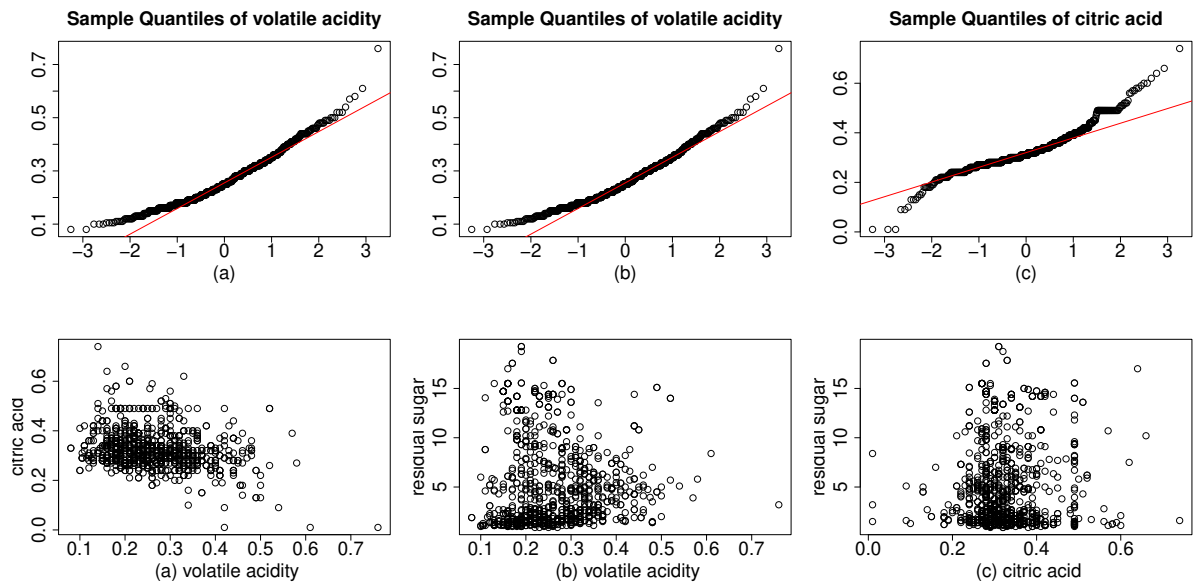 Sample Quantiles of volatile acidity
0.1 0.3 0.5 0.7
−3 −2 −1 0 1 2 3
(a)
Sample Quantiles of volatile acidity
0.1 0.3 0.5 0.7
−3 −2 −1 0 1 2 3
(b)
Sample Quantiles of citric acid
0.0 0.2 0.4 0.6
−3 −2 −1 0 1 2 3
(c)
citric acid
0.0 0.2 0.4 0.6
0.1 0.2 0.3 0.4 0.5 0.6 0.7
(a) volatile acidity
residual sugar
5 10 15
0.1 0.2 0.3 0.4 0.5 0.6 0.7
(b) volatile acidity
residual sugar
5 10 15
0.0 0.2 0.4 0.6
(c) citric acid